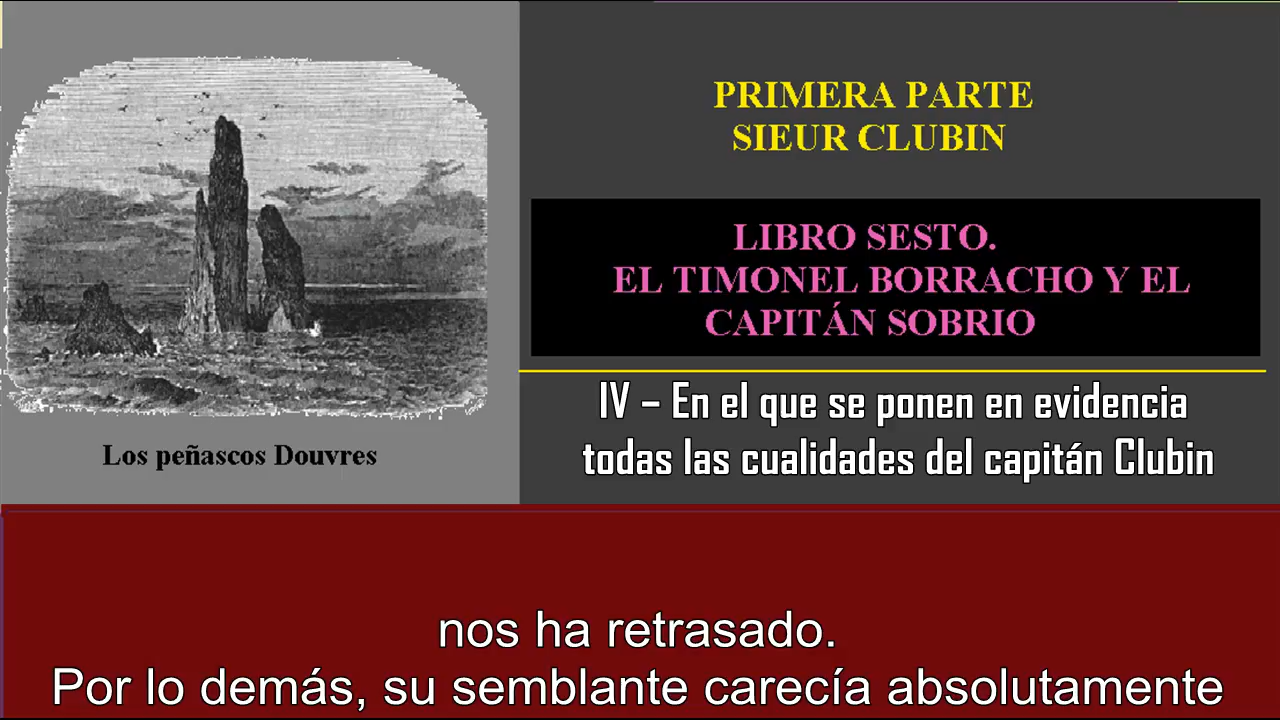 PRIMERA PARTE
SIEUR CLUBIN
LIBRO SESTO.
EL TIMONEL BORRACHO Y EL
CAPITÁN SOBRIO
IV – En el que se ponen en evidencia
todas las cualidades del capitán Clubin
Los peñascos Douvres
nos ha retrasado.
Por lo demás, su semblante carecía absolutamente